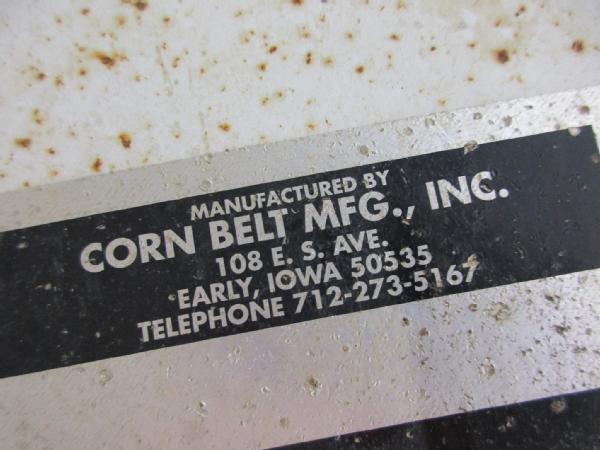 MANUFACTURED BY
CORN BELT MFG., INC.
108 E. S. AVE.
EARLY, IOWA 50535
TELEPHONE 712-273-5167